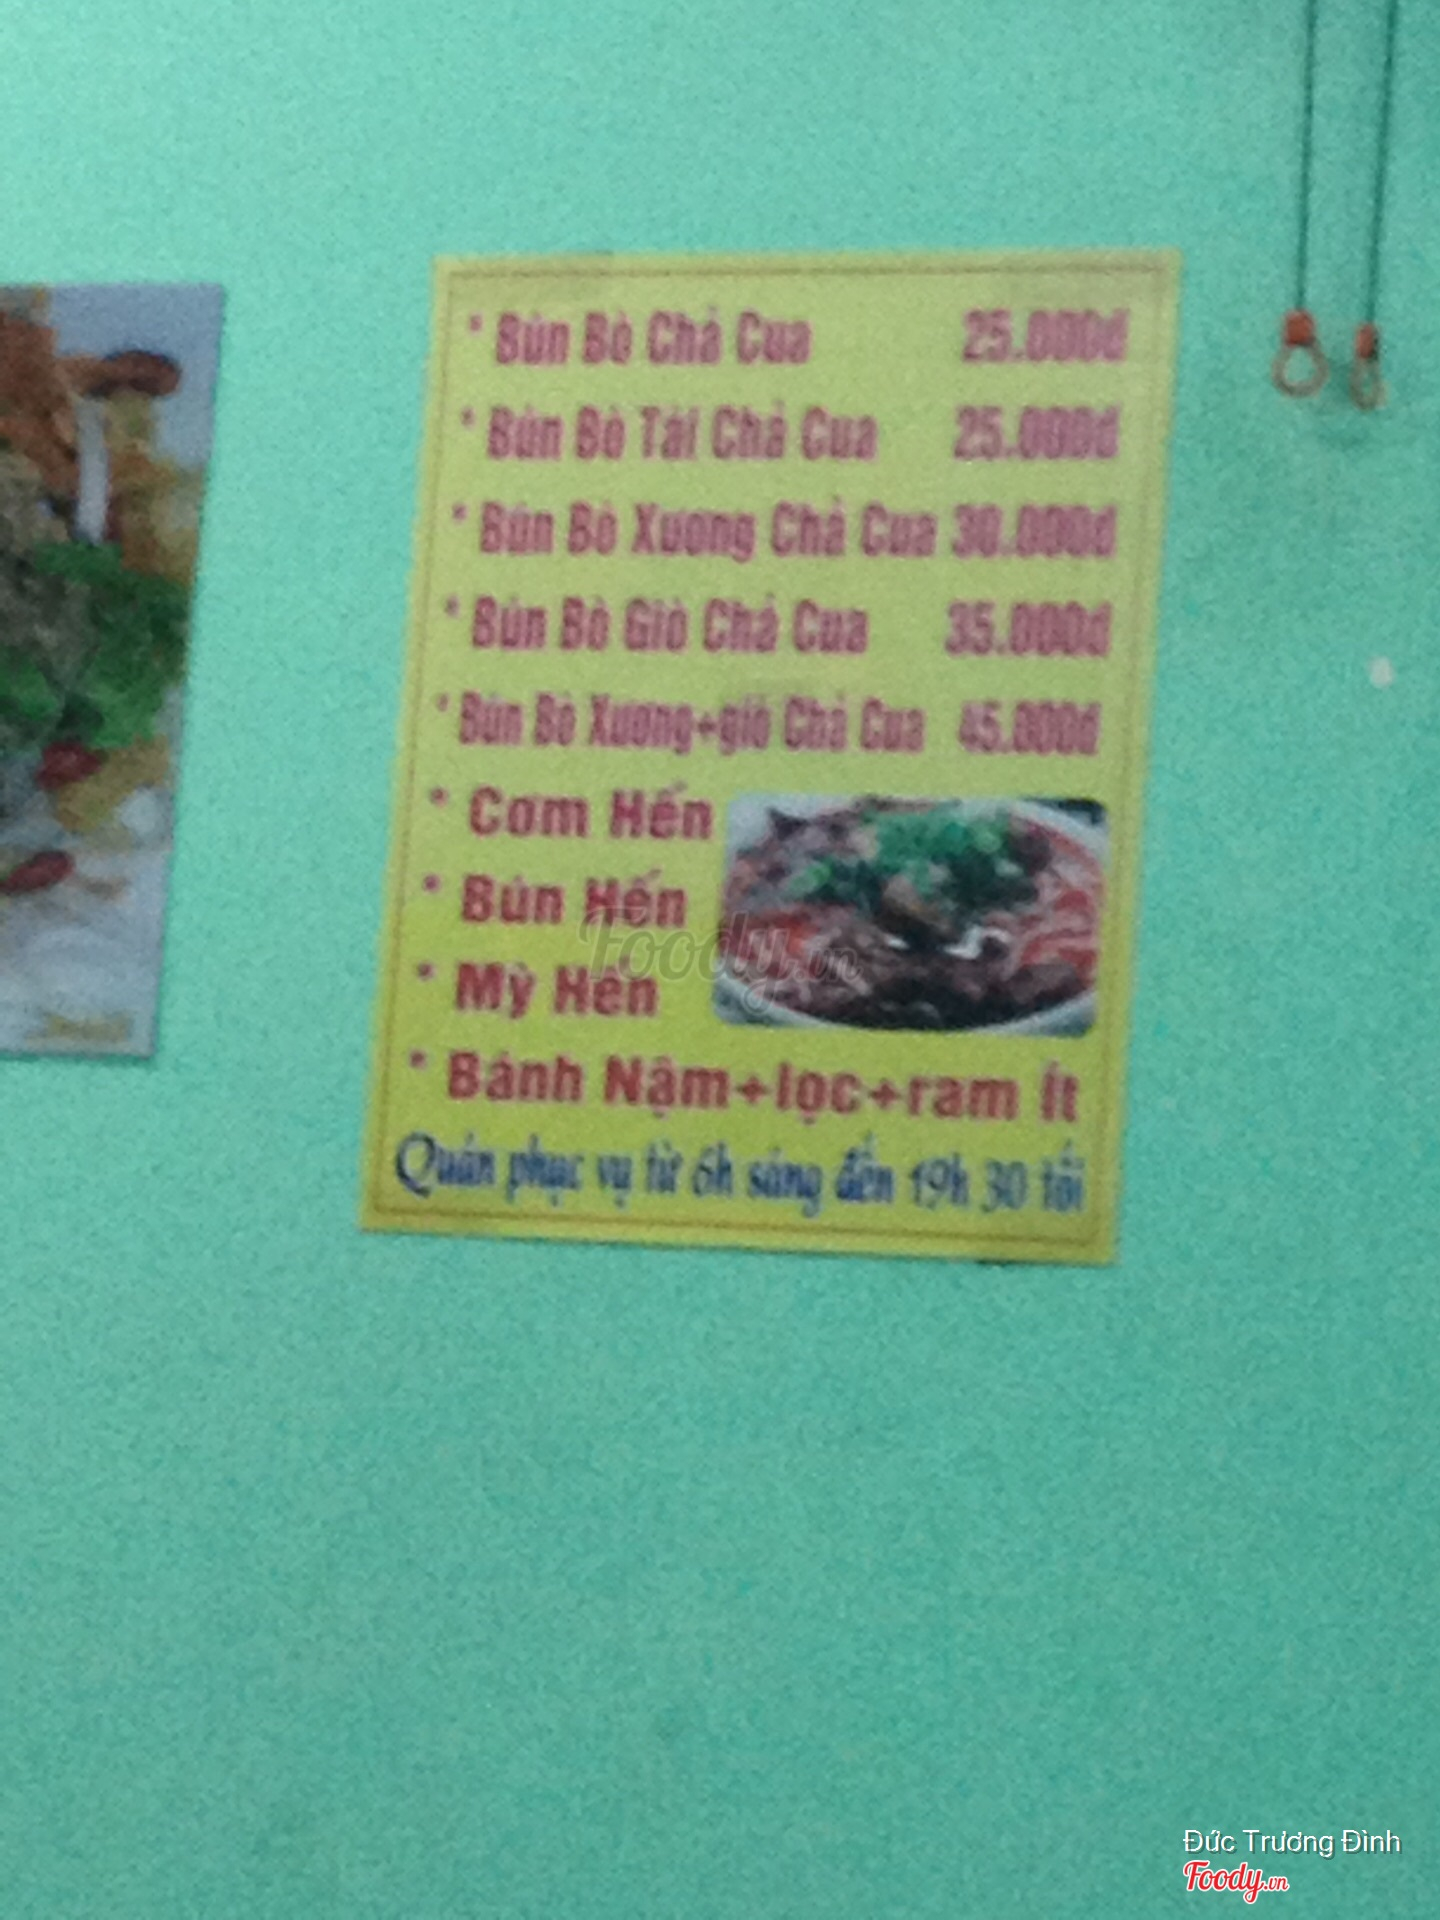 * Bún Bò Chả Cua 25.000đ
* Bún Bò Tái Chả Cua 25.000đ
* Bún Bò Xương Chả Cua 30.000đ
* Bún Bò Giò Chả Cua 35.000đ
* Bún Bò Xương+giò Chả Cua 45.000đ
* Cơm Hến
* Bún Hến
* Mỳ Hến
* Bánh Nậm+lọc+ram ít
Quán phục vụ từ 6h sáng đến 19h 30 tối
Foody.vn
Đức Trương Đình
Foody.vn